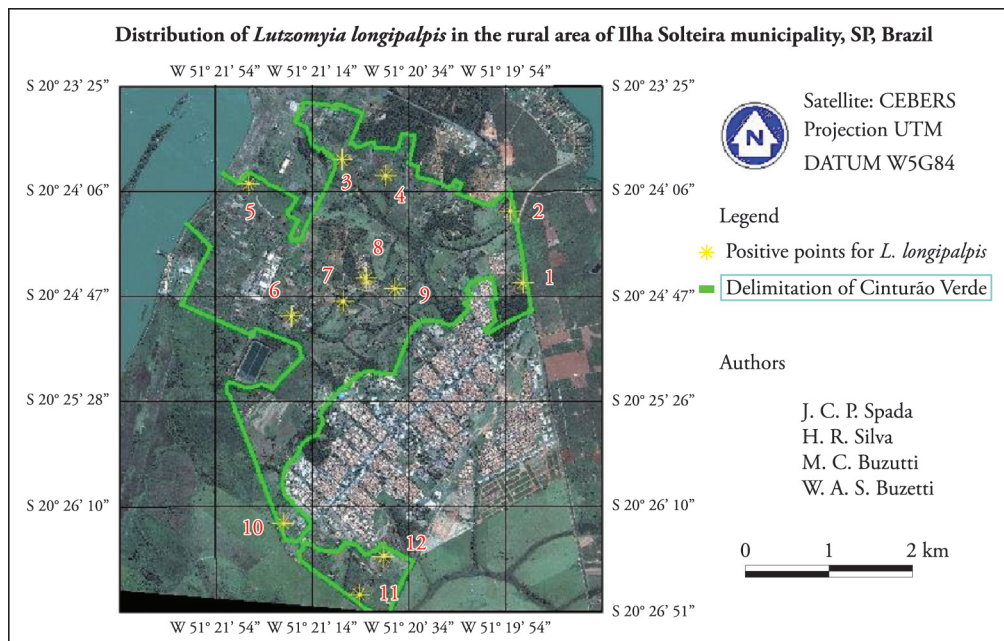 Distribution of Lutzomyia longipalpis in the rural area of Ilha Solteira municipality, SP, Brazil
W 51° 21’ 54” W 51° 21’ 14” W 51° 20’ 34” W 51° 19’ 54”
S 20° 23’ 25” S 20° 23’ 25”
S 20° 24’ 06” S 20° 24’ 06”
S 20° 24’ 47” S 20° 24’ 47”
S 20° 25’ 28” S 20° 25’ 26”
S 20° 26’ 10” S 20° 26’ 10”
S 20° 26’ 51”
W 51° 21’ 54” W 51° 21’ 14” W 51° 20’ 34” W 51° 19’ 54”
3
4
5
2
8
7
1
6
9
10
12
11
N
Satellite: CEBERS
Projection UTM
DATUM W5G84
Legend
Positive points for L. longipalpis
Delimitation of Cinturão Verde
Authors
J. C. P. Spada
H. R. Silva
M. C. Buzutti
W. A. S. Buzetti
0 1 2 km